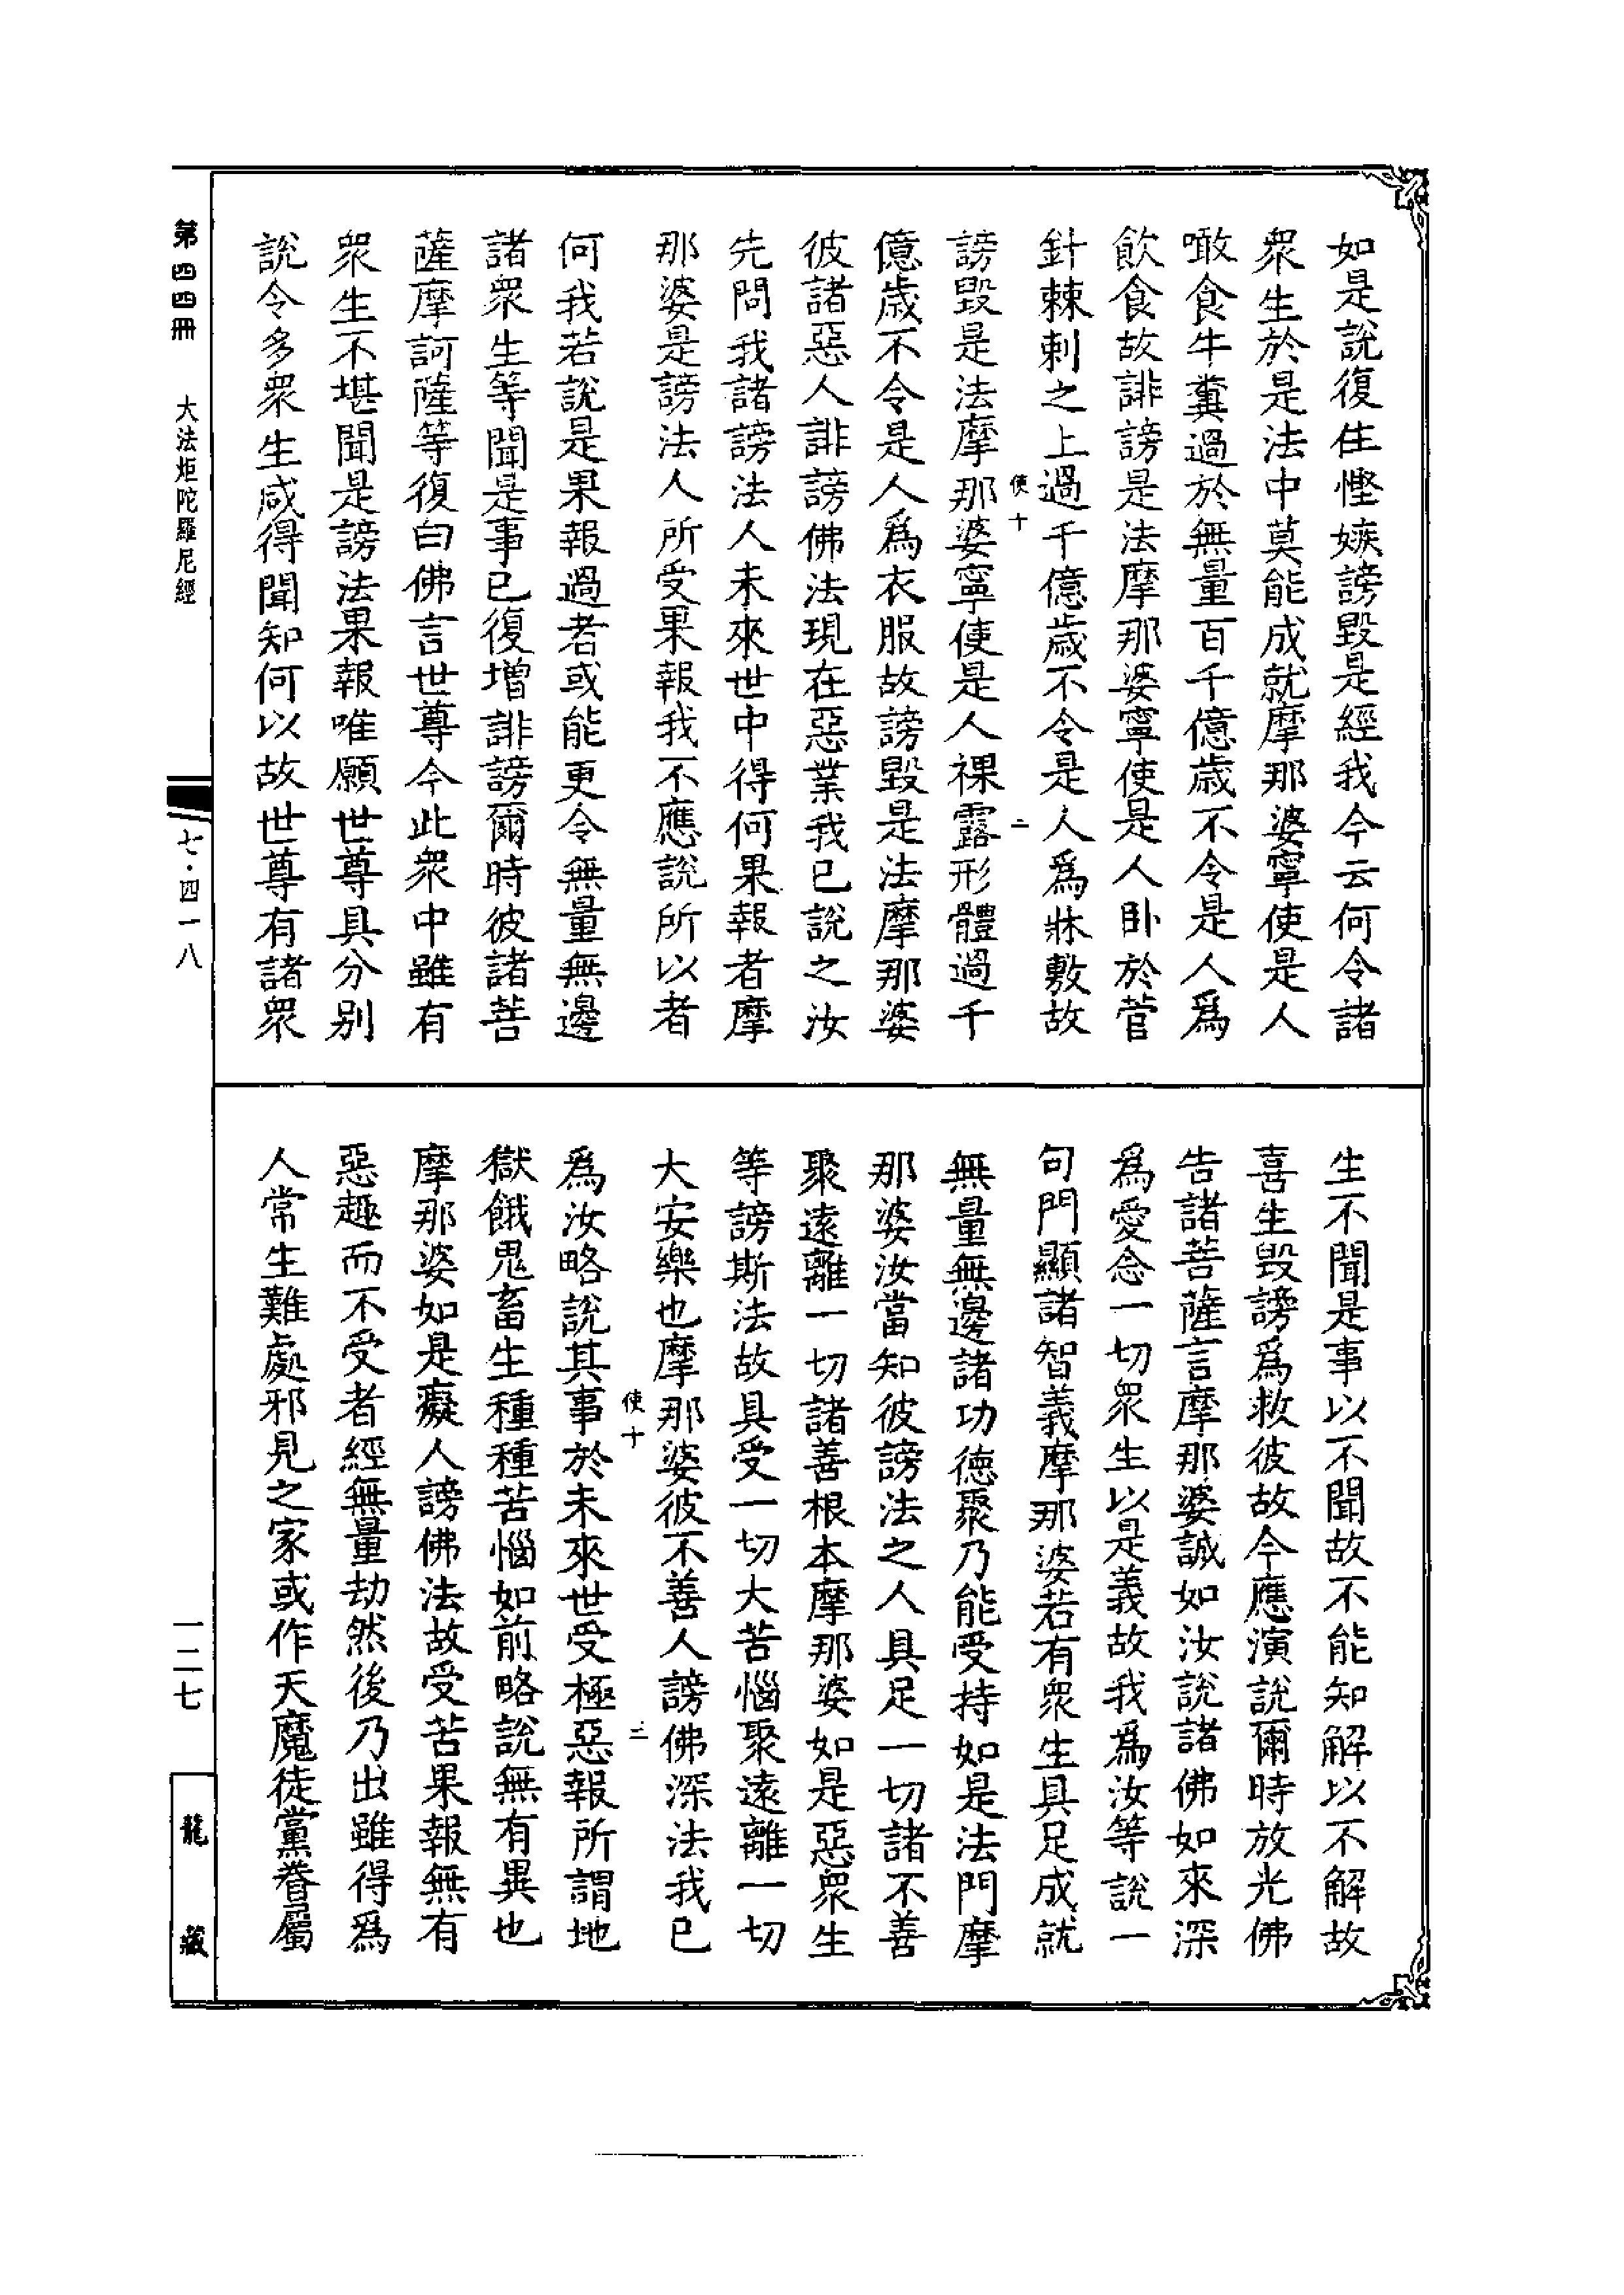 如是說復住慳嫉謗毀是經我今云何令諸
衆生於是法中莫能成就摩那婆寧使是人
噉食牛糞過於無量百千億歲不令是人爲
飲食故誹謗是法摩那婆寧使是人卧於菅
針棘刺之上過千億歲不令是人爲牀敷故
使十 二
謗毀是法摩那婆寧使是人裸露形體過千
億歲不令是人爲衣服故謗毀是法摩那婆
彼諸惡人誹謗佛法現在惡業我已說之汝
先問我諸謗法人未來世中得何果報者摩
那婆是謗法人所受果報我不應說所以者
何我若說是果報過者或能更令無量無邊
諸衆生等聞是事已復增誹謗爾時彼諸菩
薩摩訶薩等復白佛言世尊今此衆中雖有
衆生不堪聞是謗法果報唯願世尊具分別
說令多衆生咸得聞知何以故世尊有諸衆
生不聞是事以不聞故不能知解以不解故
喜生毀謗爲救彼故今應演說爾時放光佛
告諸菩薩言摩那婆誠如汝說諸佛如來深
爲愛念一切衆生以是義故我爲汝等說一
句門顯諸智義摩那婆若有衆生具足成就
無量無邊諸功德聚乃能受持如是法門摩
那婆汝當知彼謗法之人具足一切諸不善
聚遠離一切諸善根本摩那婆如是惡衆生
等謗斯法故具受一切大苦惱聚遠離一切
大安樂也摩那婆彼不善人謗佛深法我已
使十 三
爲汝略說其事於未來世受極惡報所謂地
獄餓鬼畜生種種苦惱如前略說無有異也
摩那婆如是癡人謗佛法故受苦果報無有
惡趣而不受者經無量劫然後乃出雖得爲
人常生難處邪見之家或作天魔徒黨眷屬
第四四冊 大法炬陀羅尼經 七·四一八 一二七 龍藏